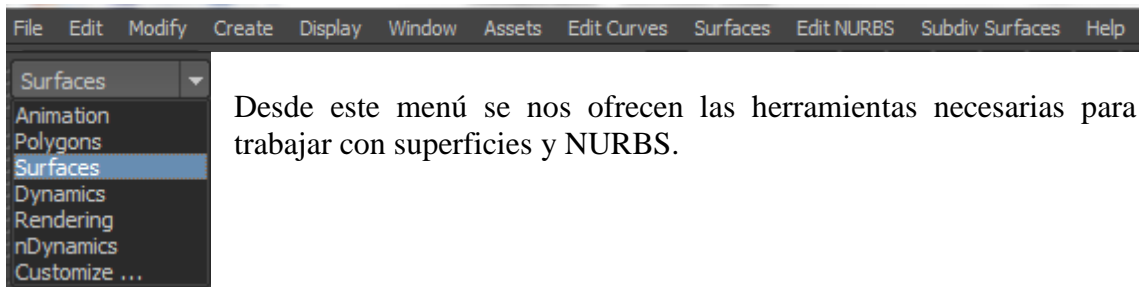 File Edit Modify Create Display Window Assets Edit Curves Surfaces Edit NURBS Subdiv Surfaces Help
Surfaces
Animation
Polygons
Surfaces
Dynamics
Rendering
nDynamics
Customize ...
Desde este menú se nos ofrecen las herramientas necesarias para
trabajar con superficies y NURBS.